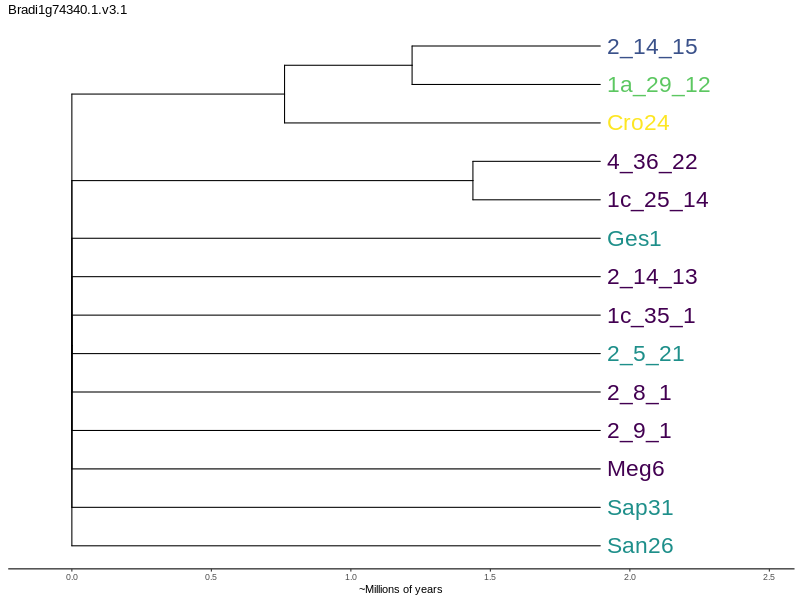 Bradi1g74340.1.v3.1
2_14_15
1a_29_12
Cro24
4_36_22
1c_25_14
Ges1
2_14_13
1c_35_1
2_5_21
2_8_1
2_9_1
Meg6
Sap31
San26
0.0 0.5 1.0 1.5 2.0 2.5
~Millions of years